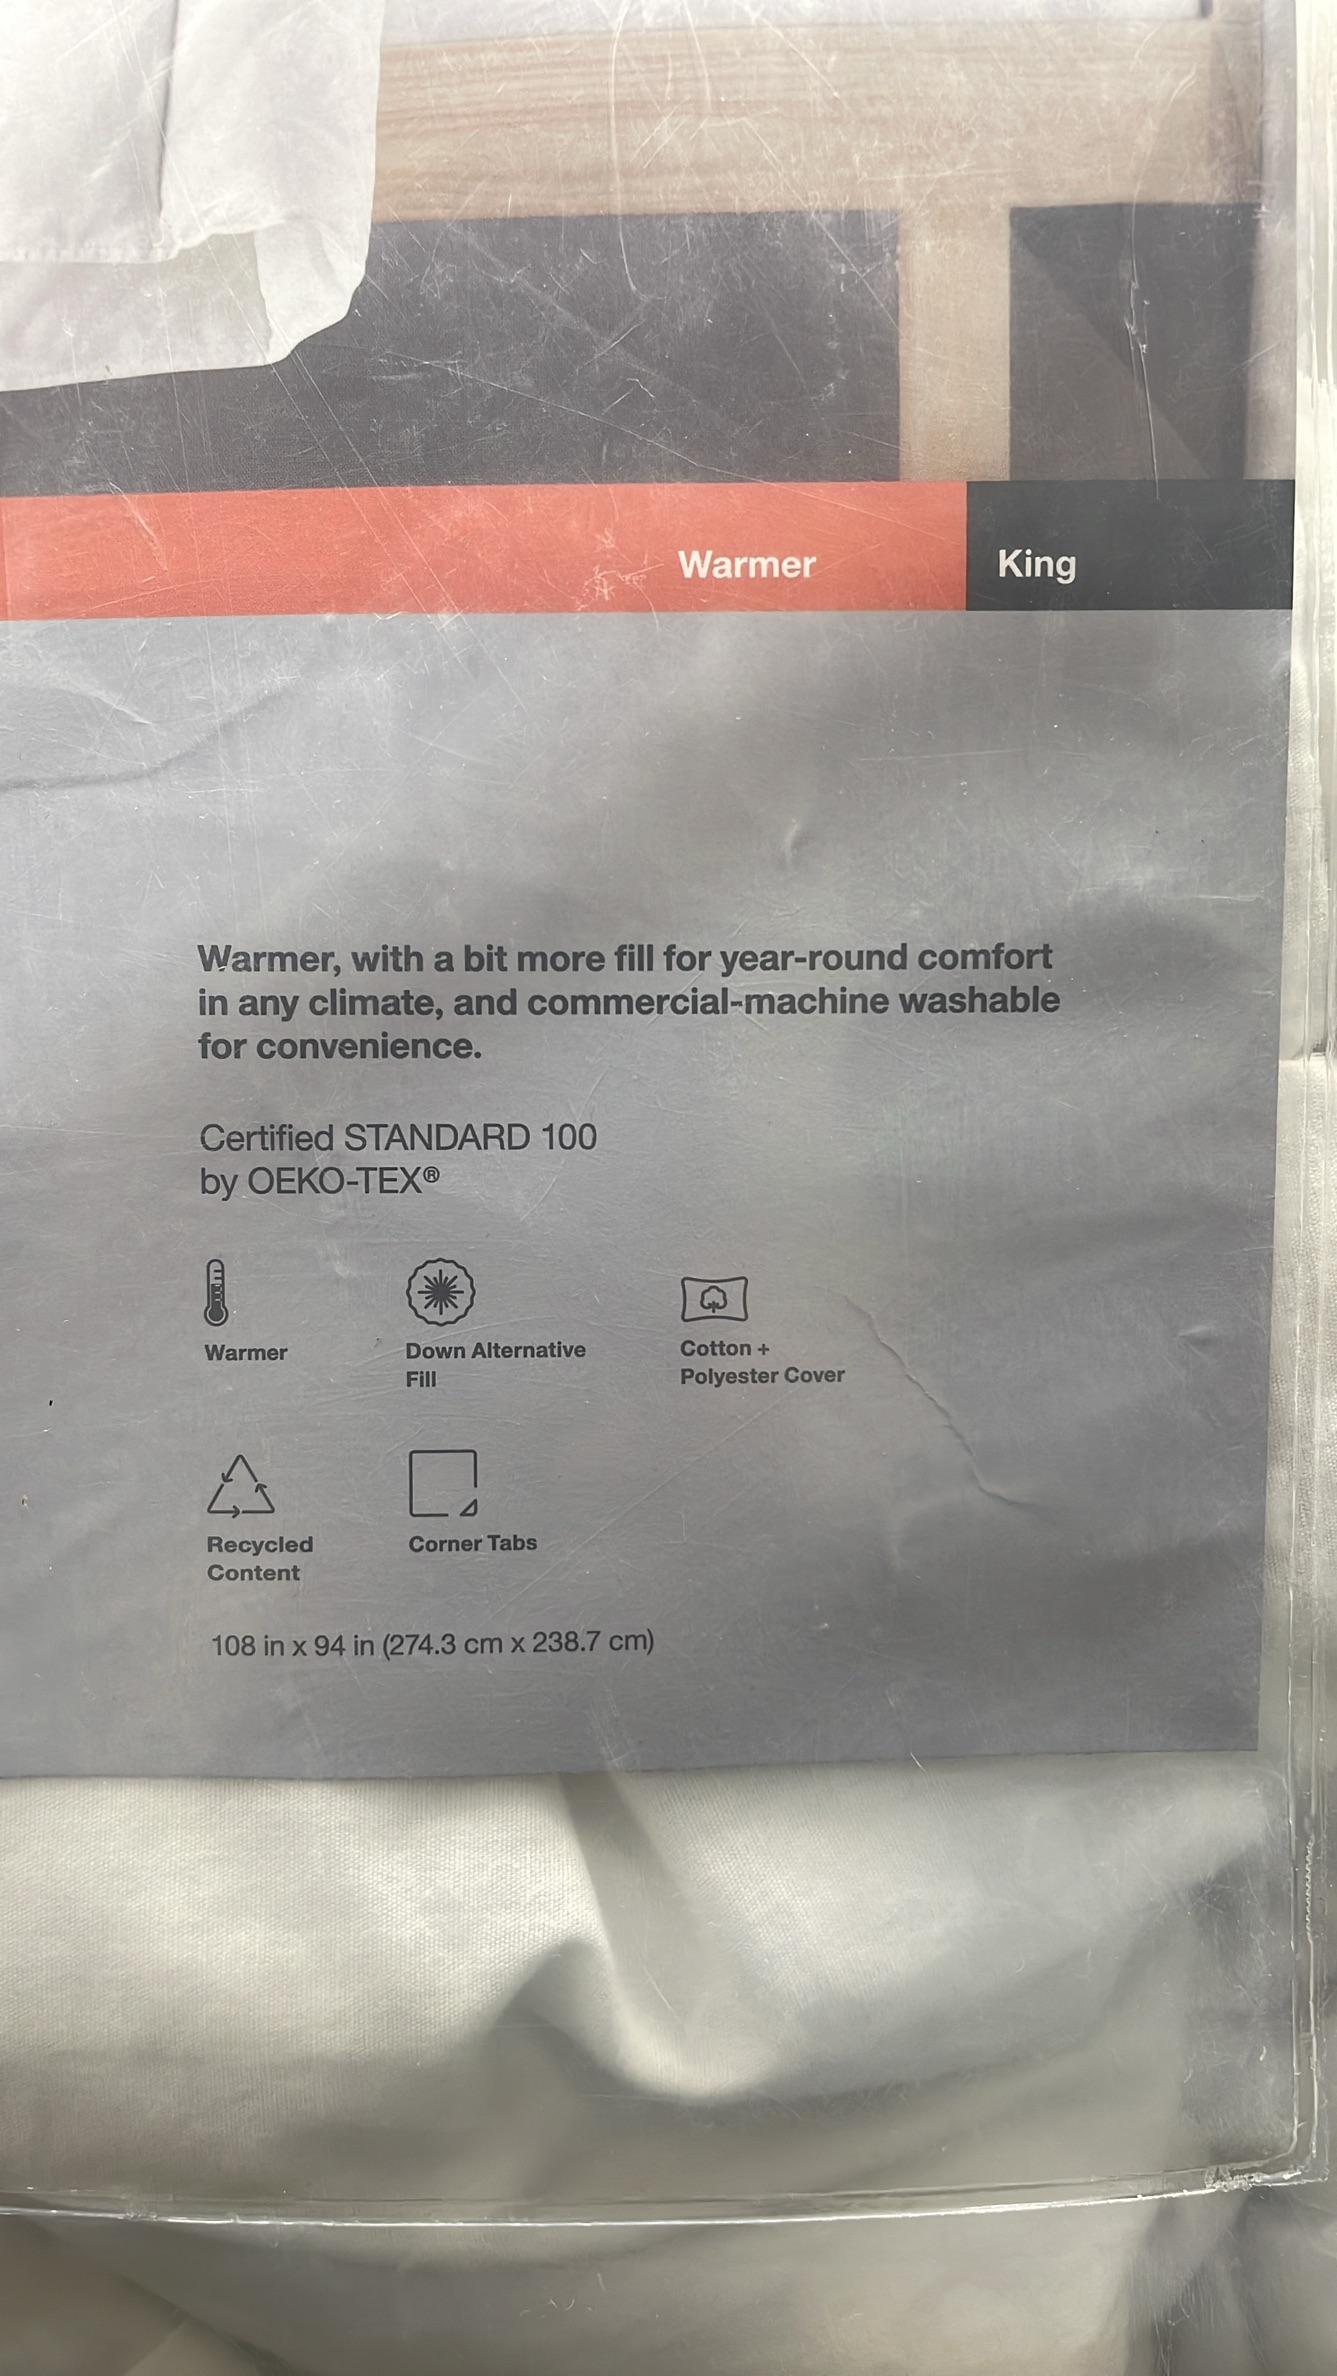 Warmer
King
Warmer, with a bit more fill for year-round comfort
in any climate, and commercial-machine washable
for convenience.
Certified STANDARD 100
by OEKO-TEX®
Warmer
Down Alternative
Fill
Cotton +
Polyester Cover
Recycled
Content
Corner Tabs
108 in x 94 in (274.3 cm x 238.7 cm)